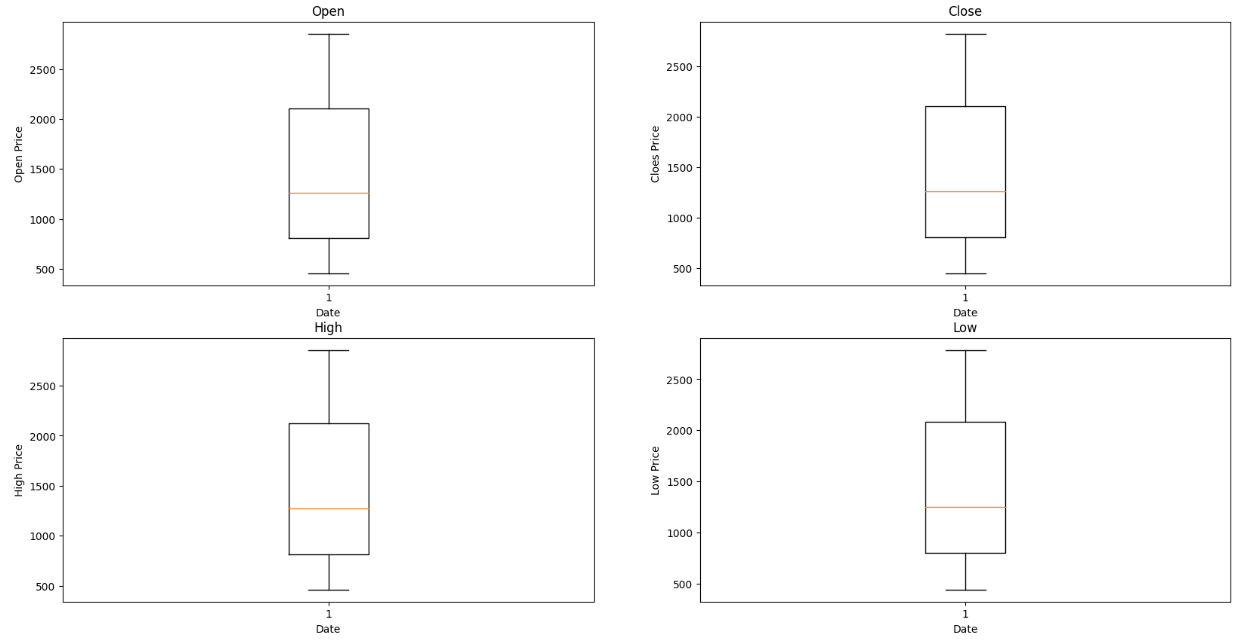 Open
Open Price
2500
2000
1500
1000
500
1
Date
Close
Cloes Price
2500
2000
1500
1000
500
1
Date
High
High Price
2500
2000
1500
1000
500
1
Date
Low
Low Price
2500
2000
1500
1000
500
1
Date